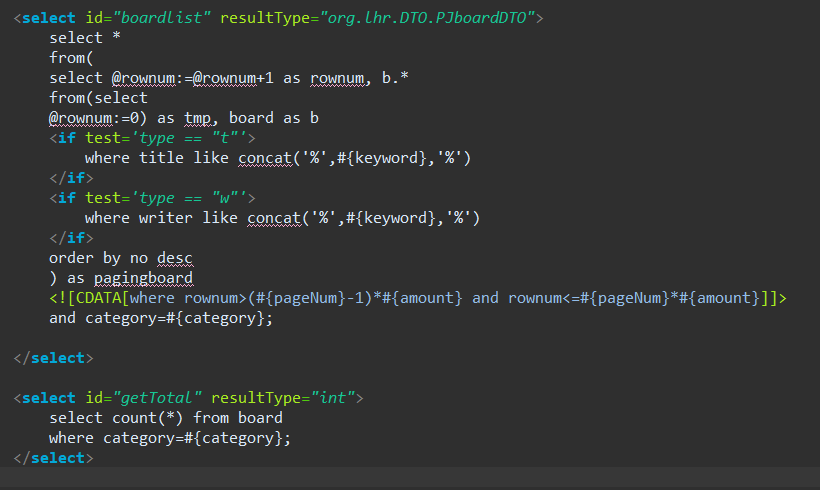 <select id="boardlist" resultType="org.lhr.DTO.PJboardDTO">
select *
from(
select @rownum:=@rownum+1 as rownum, b.*
from(select
@rownum:=0) as tmp, board as b
<if test='type == "t"'>
where title like concat('%',#{keyword},'%')
</if>
<if test='type == "w"'>
where writer like concat('%',#{keyword},'%')
</if>
order by no desc
) as pagingboard
<![CDATA[where rownum>(#{pageNum}-1)*#{amount} and rownum<=#{pageNum}*#{amount}]]>
and category=#{category};
</select>
<select id="getTotal" resultType="int">
select count(*) from board
where category=#{category};
</select>